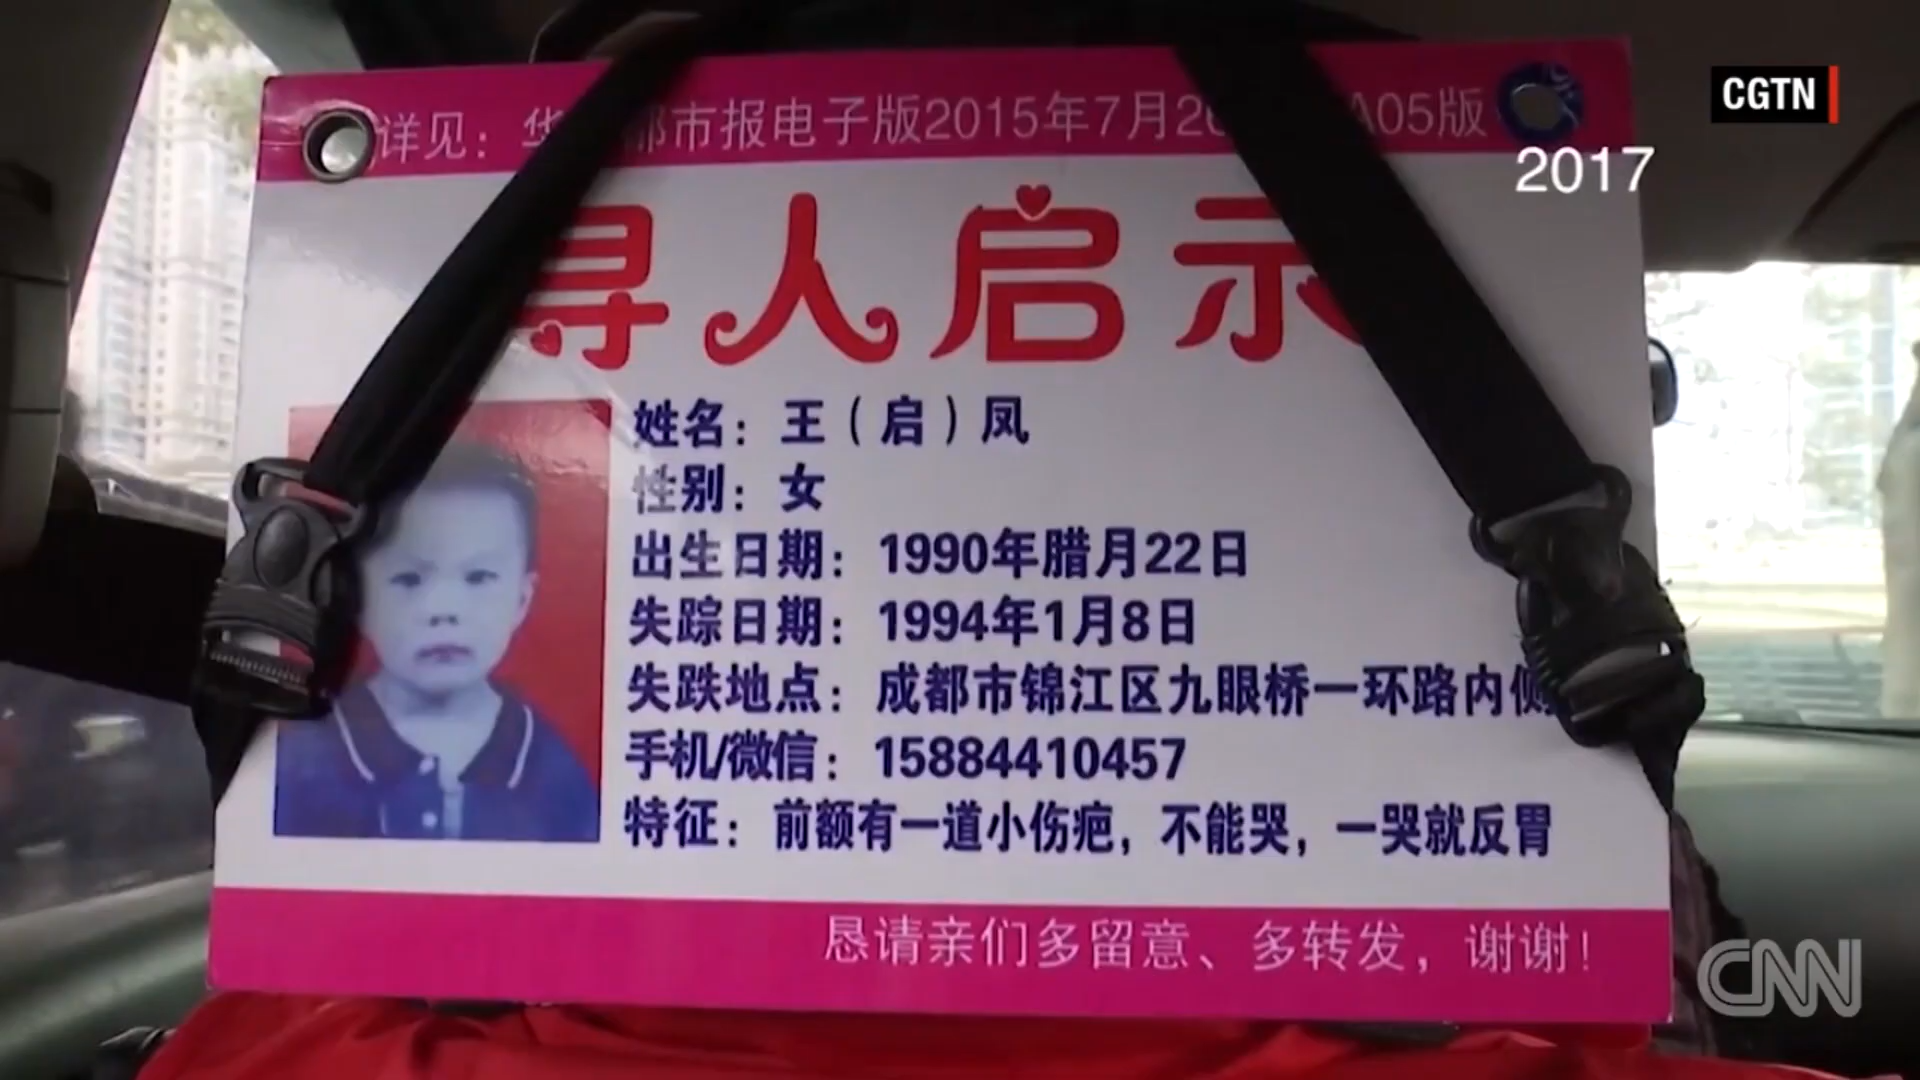 CGTN
2017
详见：华 都市报电子版2015年7月26 A05版
寻人启示
姓名：王（启）凤
性别：女
出生日期：1990年腊月22日
失踪日期：1994年1月8日
失跌地点：成都市锦江区九眼桥一环路内侧
手机/微信：15884410457
特征：前额有一道小伤疤，不能哭，一哭就反胃
恳请亲们多留意、多转发，谢谢！
CNN